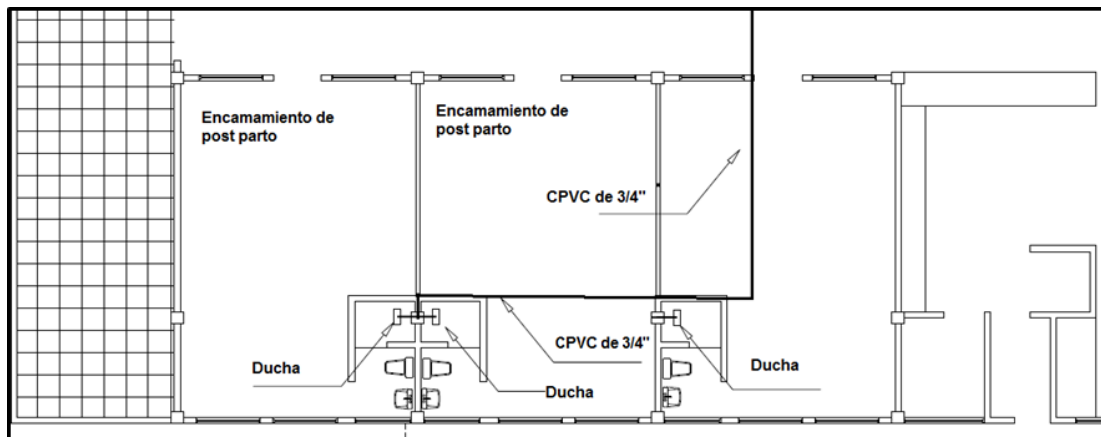 Encamamiento de
post parto
Encamamiento de
post parto
CPVC de 3/4"
CPVC de 3/4"
Ducha
Ducha
Ducha